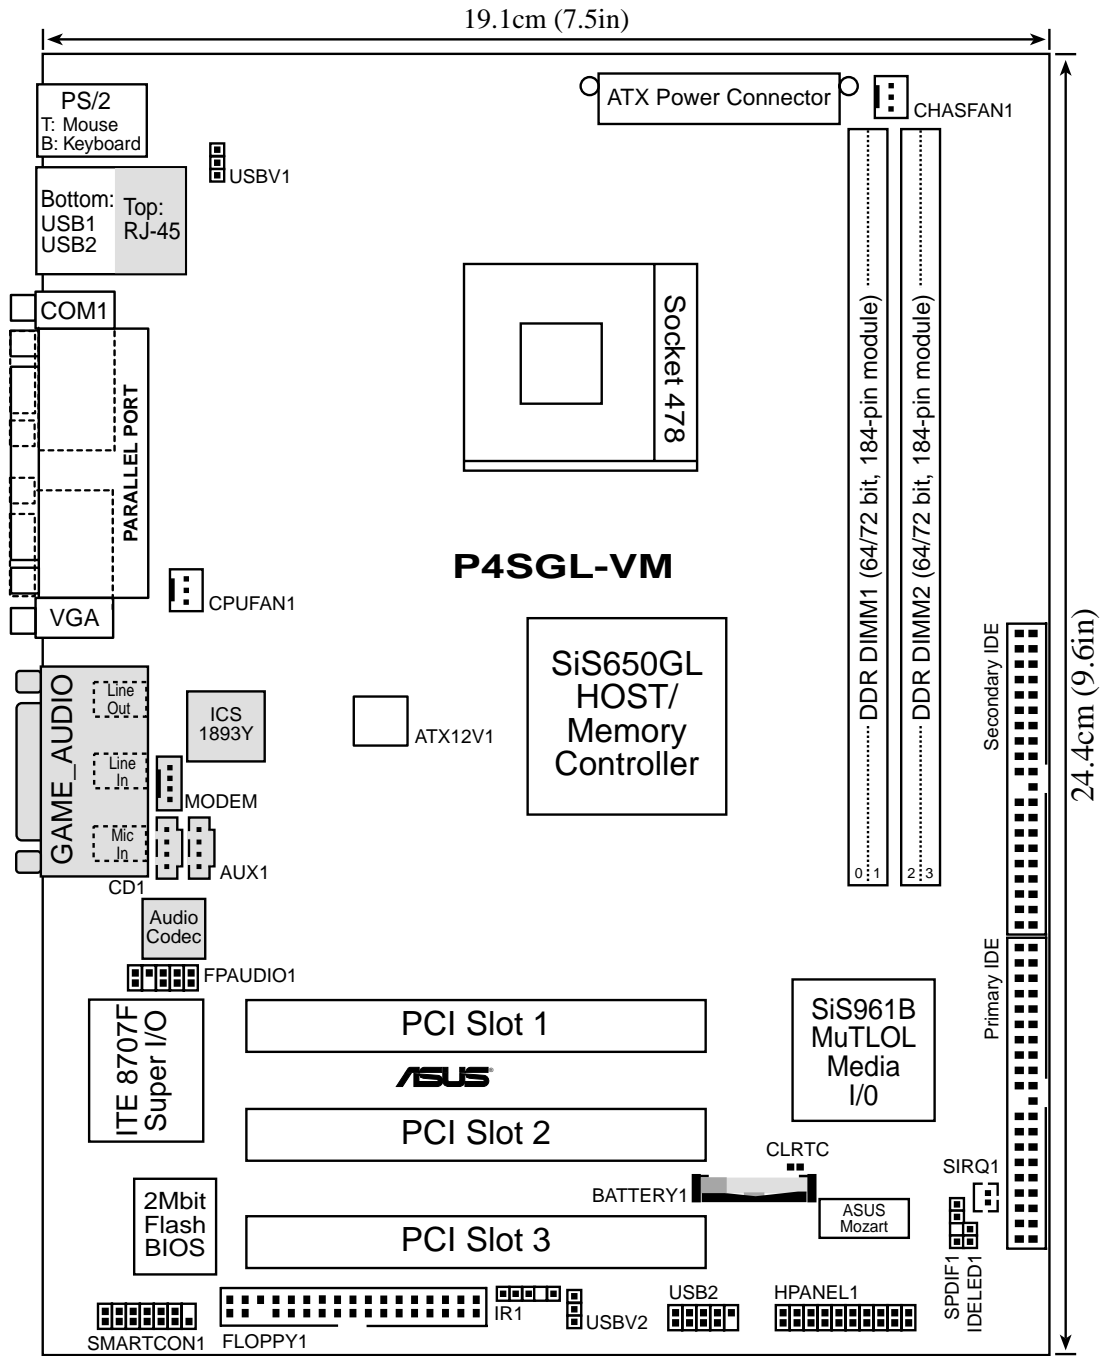 19.1cm (7.5in)
PS/2
T: Mouse
B: Keyboard
ATX Power Connector
CHASFAN1
USBV1
Bottom:
USB1
USB2
Top:
RJ-45
COM1
PARALLEL PORT
VGA
Socket 478
DDR DIMM1 (64/72 bit, 184-pin module)
DDR DIMM2 (64/72 bit, 184-pin module)
0 1
2 3
P4SGL-VM
CPUFAN1
SiS650GL
HOST/
Memory
Controller
Secondary IDE
24.4cm (9.6in)
GAME_AUDIO
Line
Out
Line
In
Mic
In
ICS
1893Y
ATX12V1
MODEM
AUX1
CD1
Audio
Codec
FPAUDIO1
Primary IDE
ITE 8707F
Super I/O
PCI Slot 1
SiS961B
MuTLOL
Media
I/0
ASUS
PCI Slot 2
CLRTC
SIRQ1
BATTERY1
ASUS
Mozart
2Mbit
Flash
BIOS
PCI Slot 3
SPDIF1
IDELED1
SMARTCON1
FLOPPY1
IR1
USBV2
USB2
HPANEL1